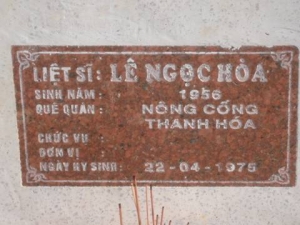 LIỆT SĨ: LÊ NGỌC HÒA
SINH NĂM: 1956
QUÊ QUÁN: NÔNG CỐNG
THANH HÓA
CHỨC VỤ :
ĐƠN VỊ :
NGÀY HY SINH: 22-04-1975